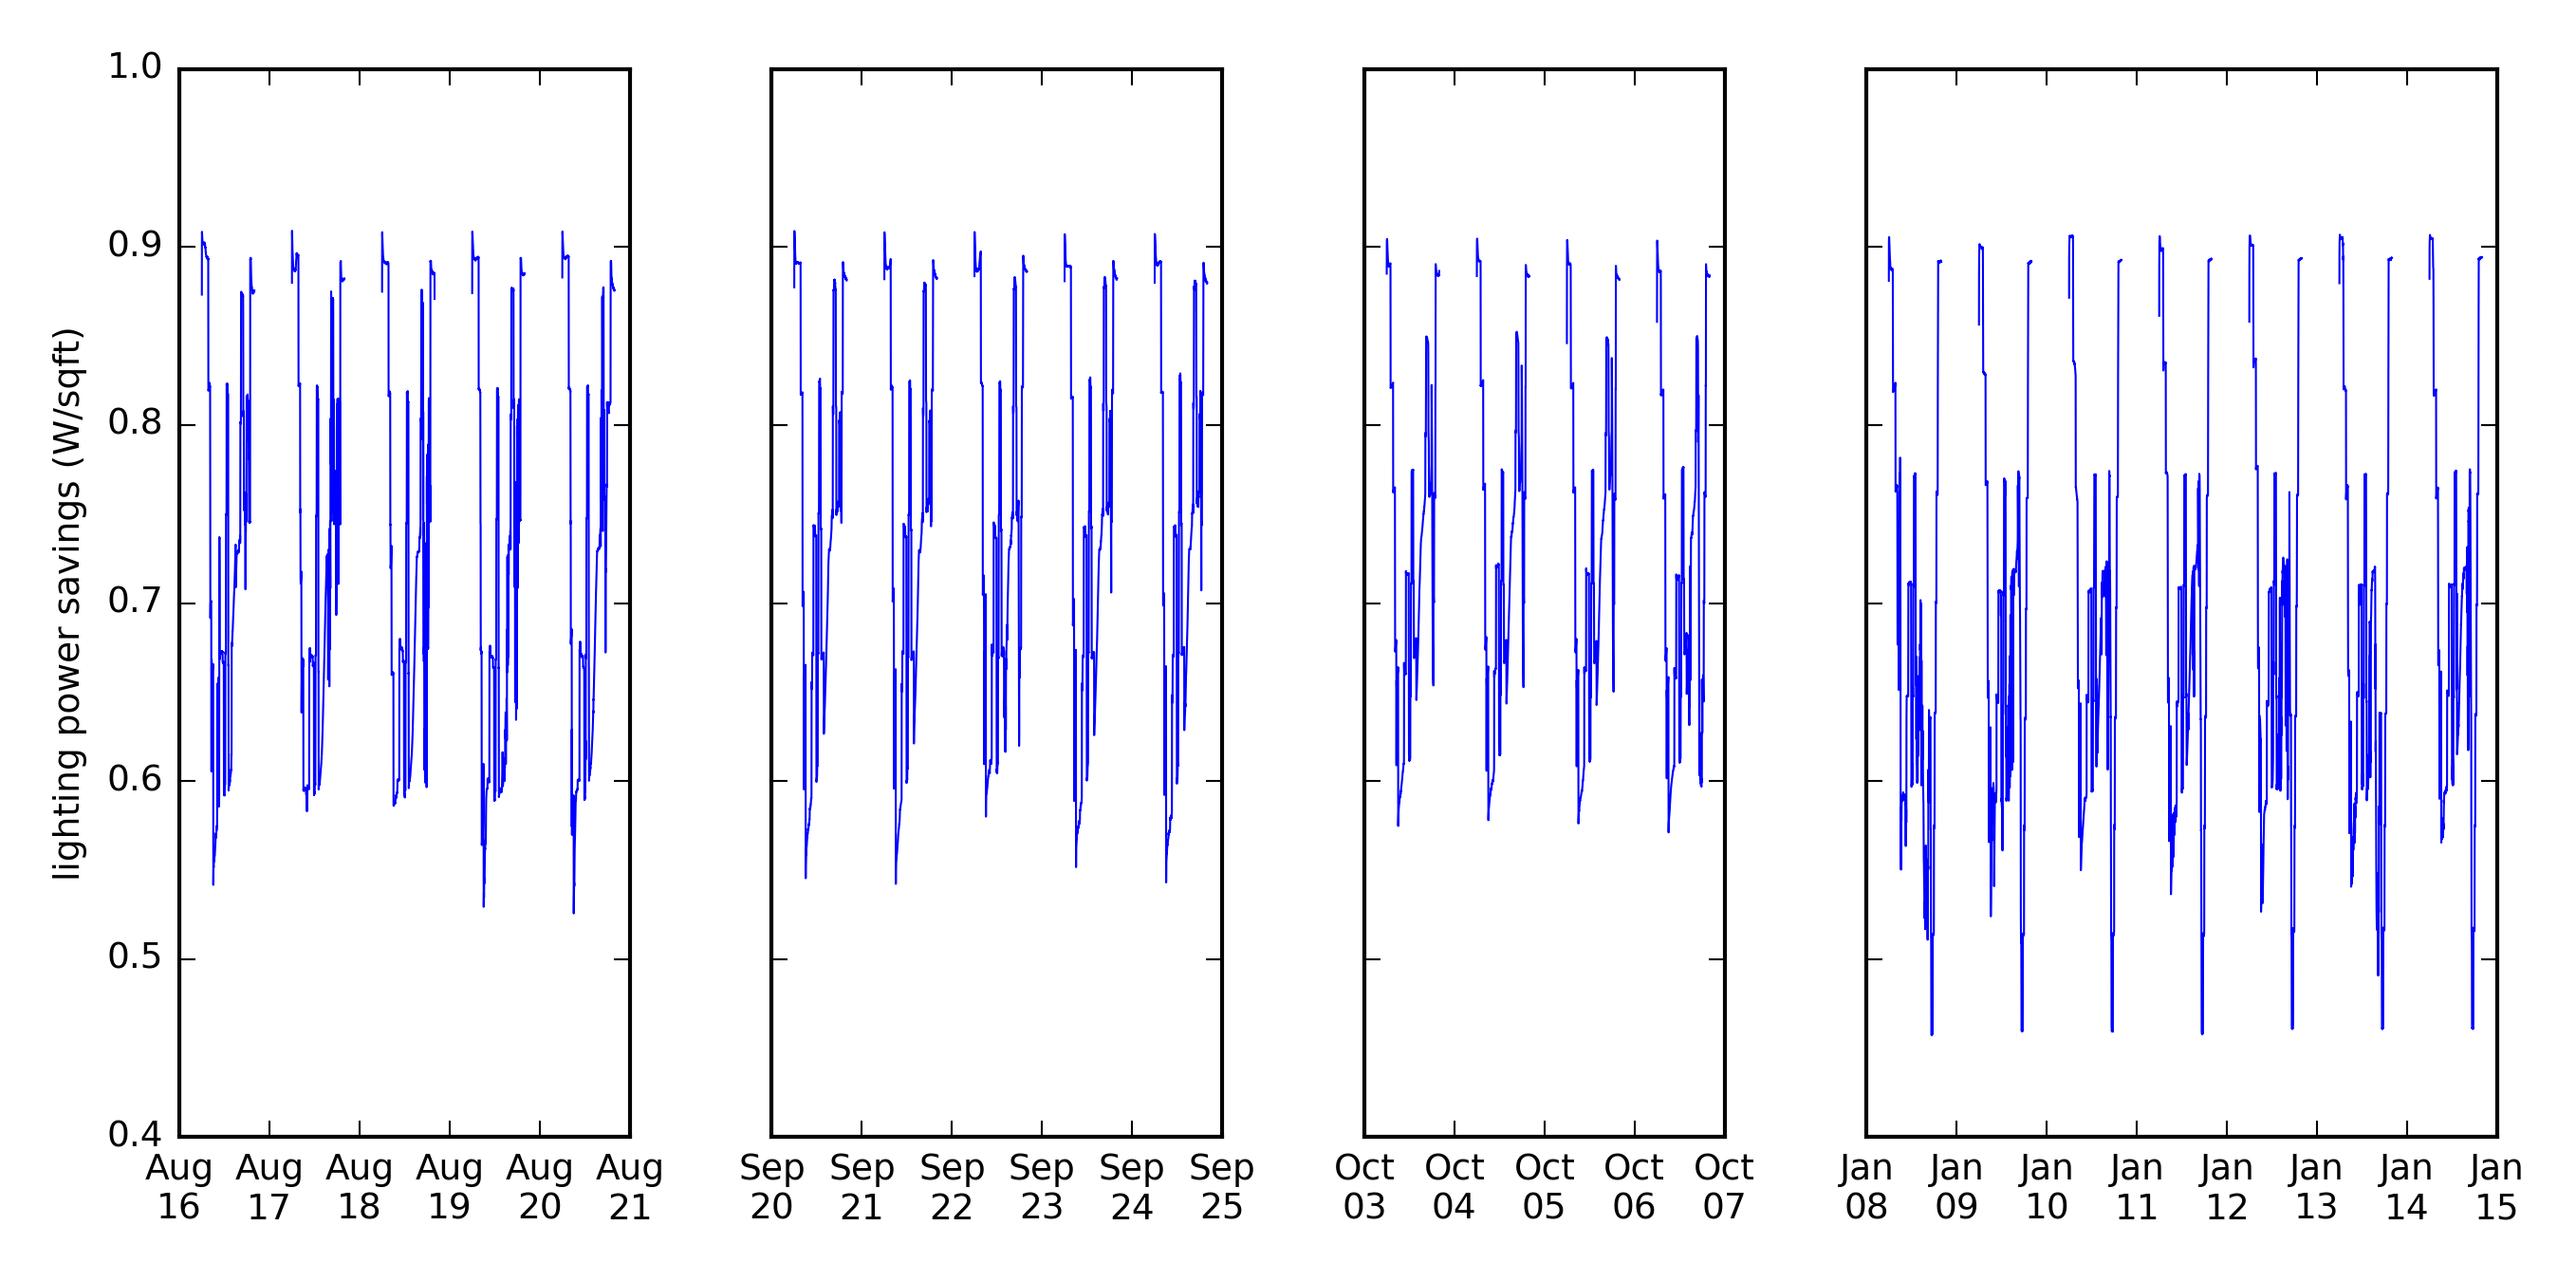 lighting power savings (W/sqft)
1.0
0.9
0.8
0.7
0.6
0.5
0.4
Aug Aug Aug Aug Aug Aug
16 17 18 19 20 21
Sep Sep Sep Sep Sep Sep
20 21 22 23 24 25
Oct Oct Oct Oct Oct
03 04 05 06 07
Jan Jan Jan Jan Jan Jan Jan Jan
08 09 10 11 12 13 14 15